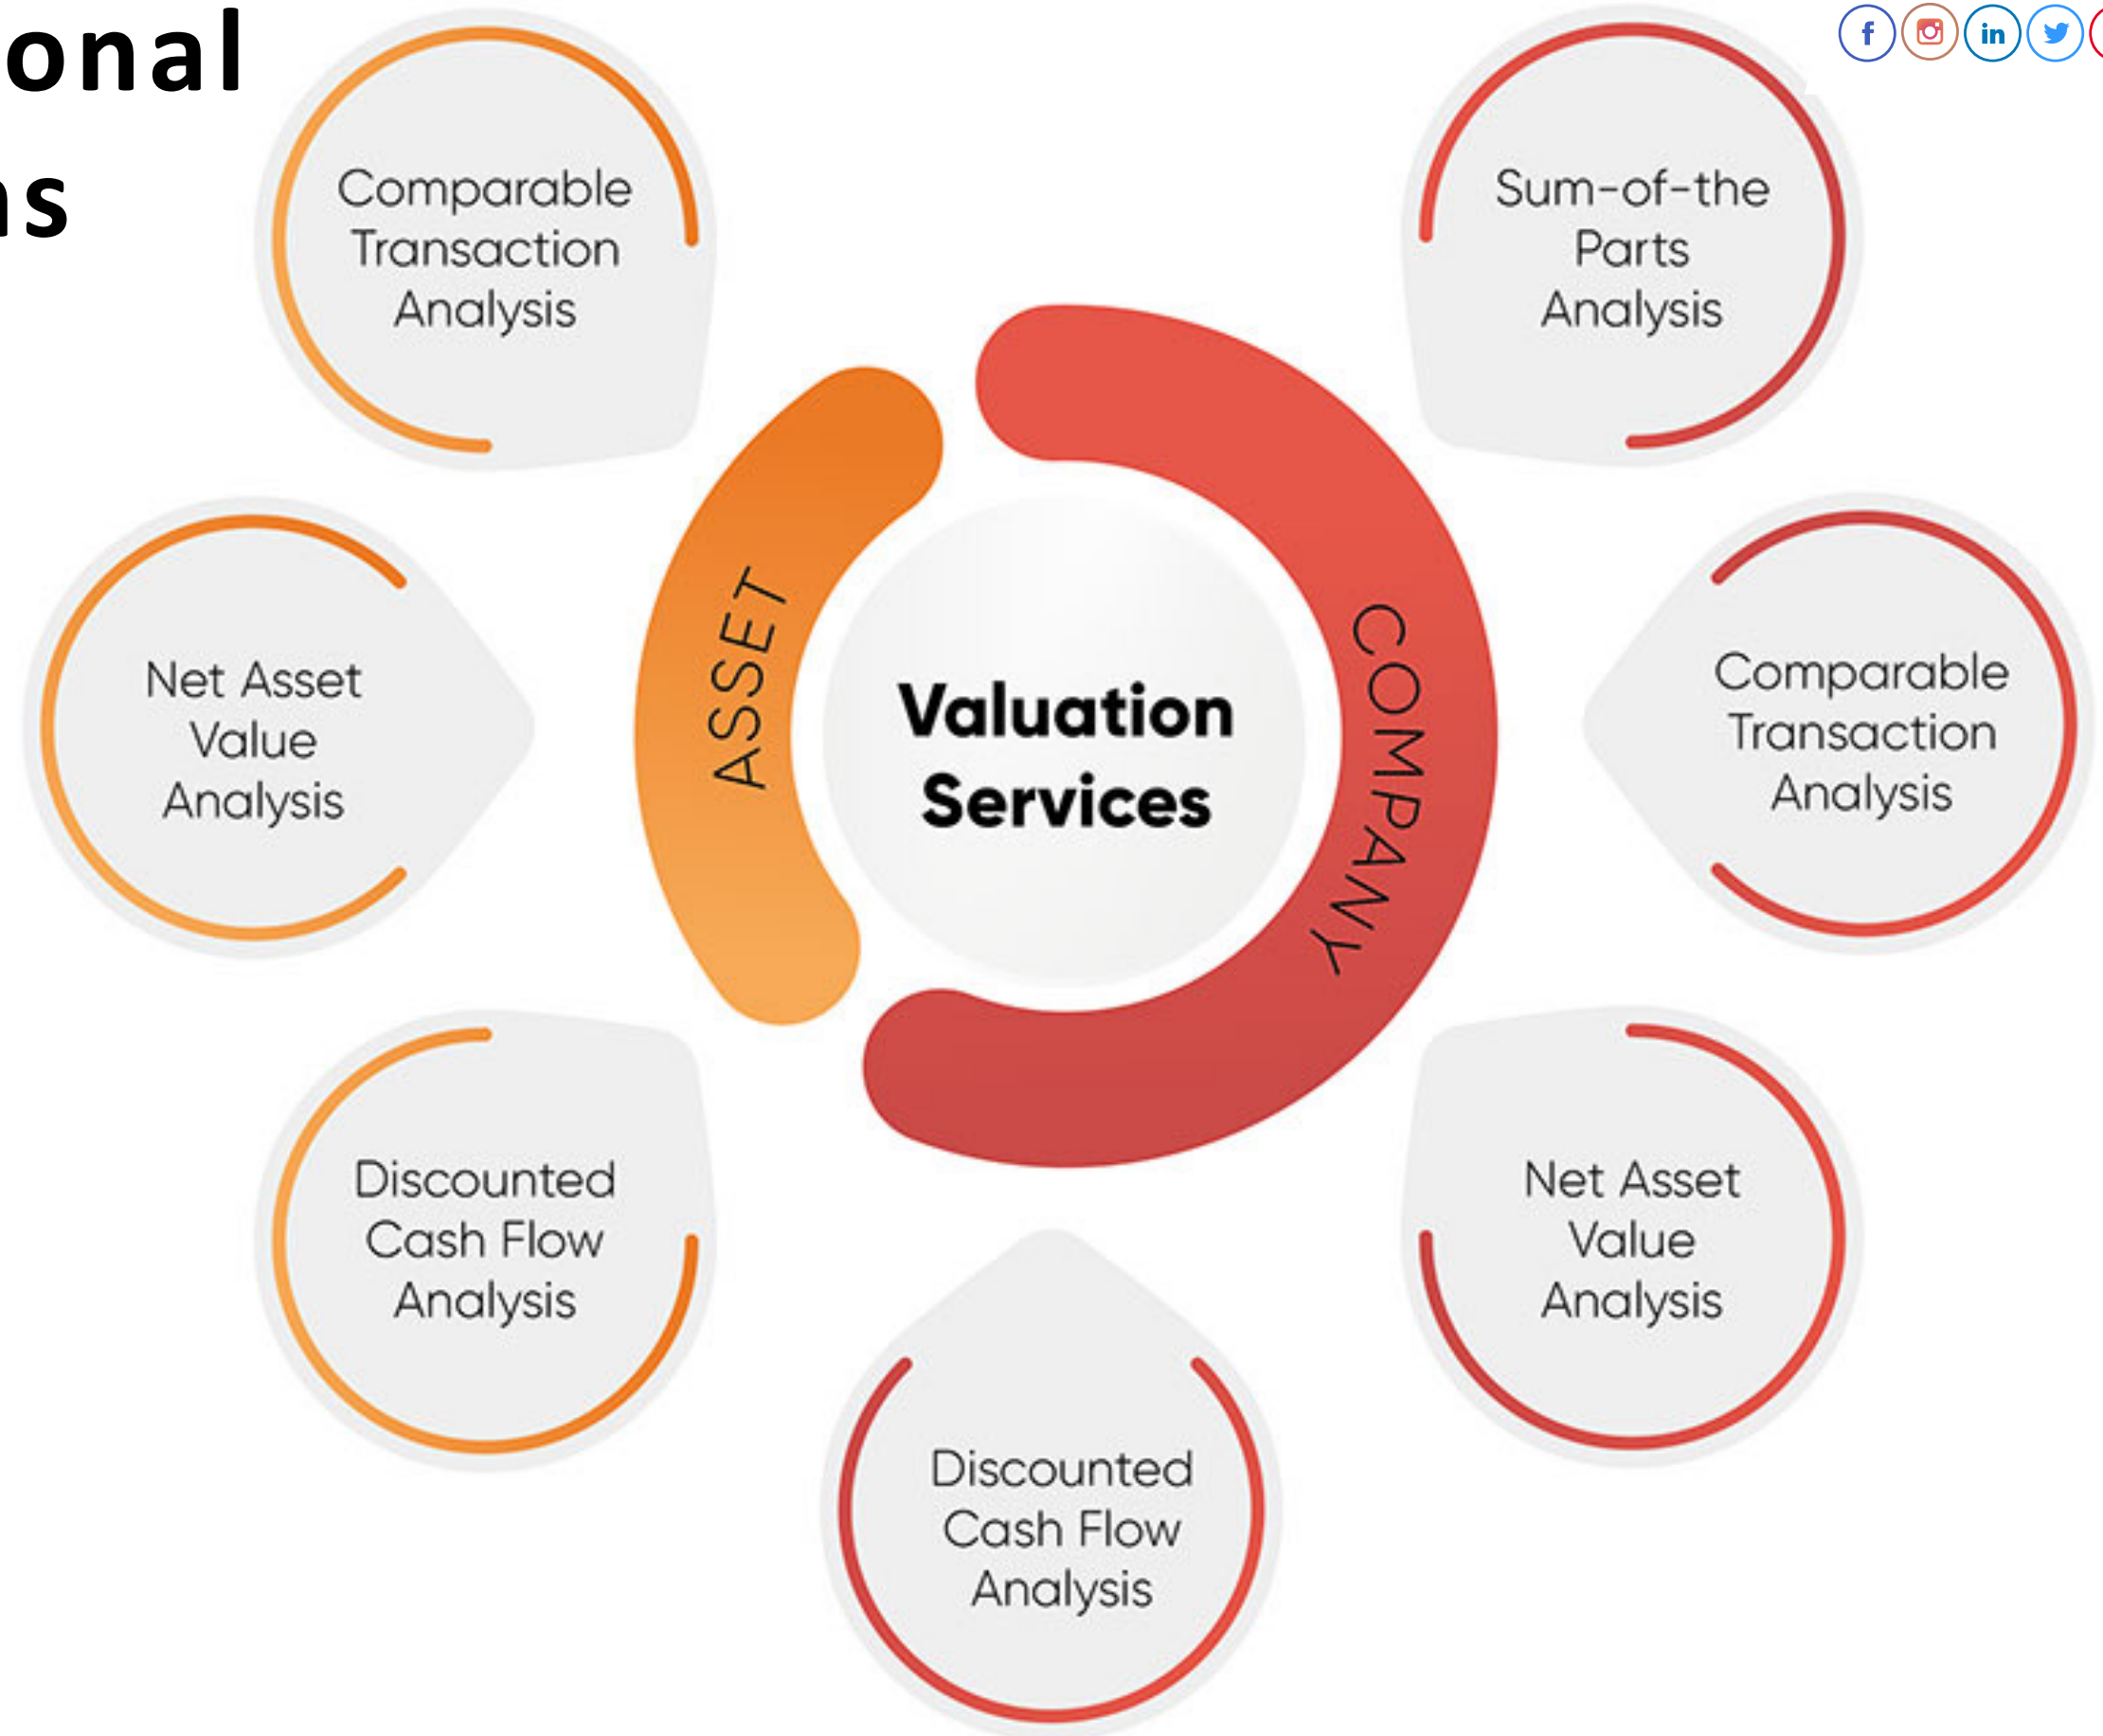 onal
ns
Comparable
Transaction
Analysis
Sum-of-the
Parts
Analysis
Net Asset
Value
Analysis
ASSET
Valuation
Services
COMPANY
Comparable
Transaction
Analysis
Discounted
Cash Flow
Analysis
Net Asset
Value
Analysis
Discounted
Cash Flow
Analysis